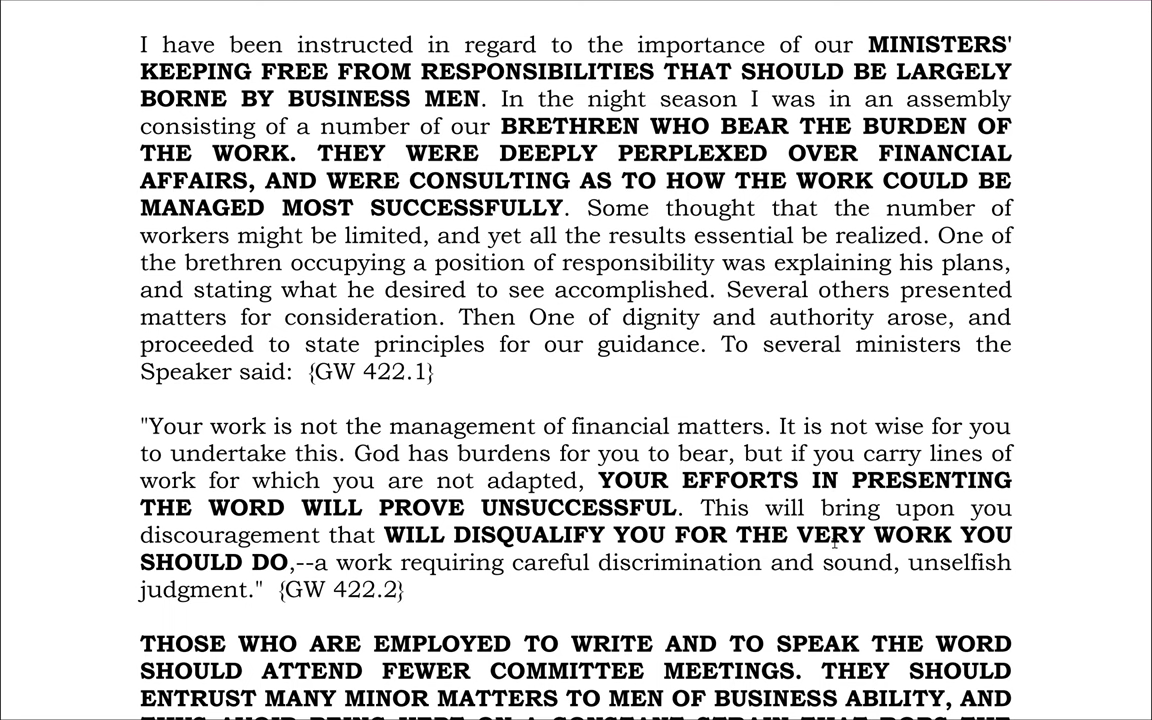 I have been instructed in regard to the importance of our MINISTERS'
KEEPING FREE FROM RESPONSIBILITIES THAT SHOULD BE LARGELY
BORNE BY BUSINESS MEN. In the night season I was in an assembly
consisting of a number of our BRETHREN WHO BEAR THE BURDEN OF
THE WORK. THEY WERE DEEPLY PERPLEXED OVER FINANCIAL
AFFAIRS, AND WERE CONSULTING AS TO HOW THE WORK COULD BE
MANAGED MOST SUCCESSFULLY. Some thought that the number of
workers might be limited, and yet all the results essential be realized. One of
the brethren occupying a position of responsibility was explaining his plans,
and stating what he desired to see accomplished. Several others presented
matters for consideration. Then One of dignity and authority arose, and
proceeded to state principles for our guidance. To several ministers the
Speaker said:  {GW 422.1}
"Your work is not the management of financial matters. It is not wise for you
to undertake this. God has burdens for you to bear, but if you carry lines of
work for which you are not adapted, YOUR EFFORTS IN PRESENTING
THE WORD WILL PROVE UNSUCCESSFUL. This will bring upon you
discouragement that WILL DISQUALIFY YOU FOR THE VERY WORK YOU
SHOULD DO,--a work requiring careful discrimination and sound, unselfish
judgment."  {GW 422.2}
THOSE WHO ARE EMPLOYED TO WRITE AND TO SPEAK THE WORD
SHOULD ATTEND FEWER COMMITTEE MEETINGS. THEY SHOULD
ENTRUST MANY MINOR MATTERS TO MEN OF BUSINESS ABILITY, AND